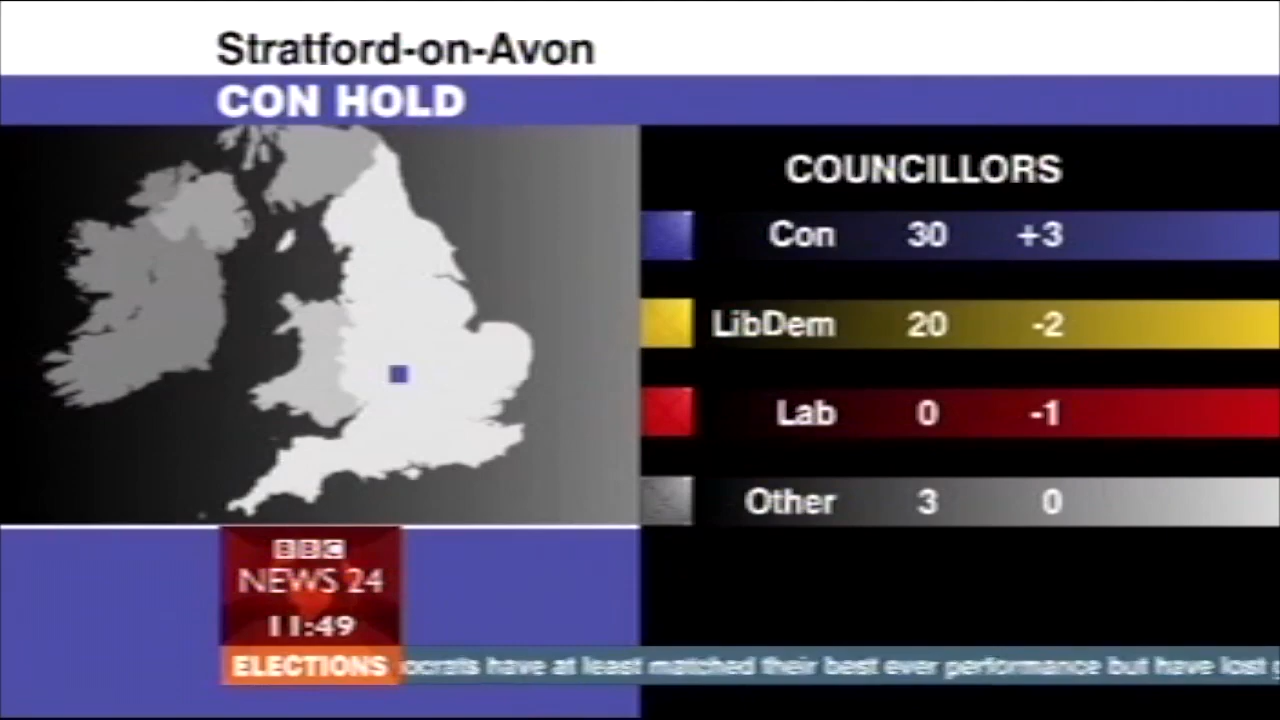 Stratford-on-Avon
CON HOLD
COUNCILLORS
Con 30 +3
LibDem 20 -2
Lab 0 -1
Other 3 0
BBC
NEWS 24
11:49
ELECTIONS ocrats have at least matched their best ever performance but have lost